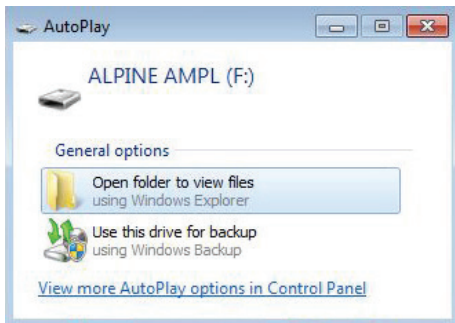 AutoPlay
ALPINE AMPL (F:)
General options
Open folder to view files
using Windows Explorer
Use this drive for backup
using Windows Backup
View more AutoPlay options in Control Panel